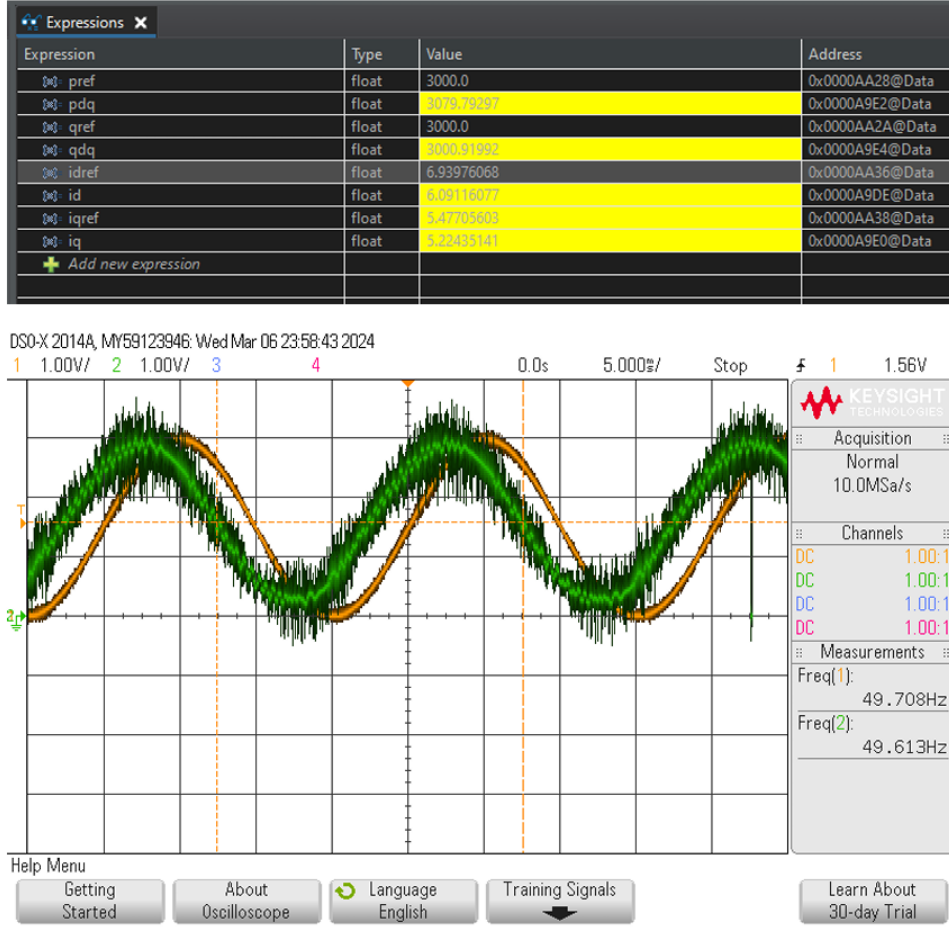 Expressions
Expression Type Value Address
pref float 3000.0 0x0000AA28@Data
pdq float 3079.79297 0x0000A9E2@Data
qref float 3000.0 0x0000AA2A@Data
qdq float 3000.91992 0x0000A9E4@Data
idref float 6.93976068 0x0000AA36@Data
id float 6.09116077 0x0000A9DE@Data
iqref float 5.47705603 0x0000AA38@Data
iq float 5.22435141 0x0000A9E0@Data
Add new expression
DS0-X 2014A, MY59123946: Wed Mar 06 23:58:43 2024
1 1.00V/ 2 1.00V/ 3 4 0.0s 5.000ms/ Stop 1 1.56V
KEYSIGHT
TECHNOLOGIES
Acquisition
Normal
10.0MSa/s
Channels
DC 1.00:1
DC 1.00:1
DC 1.00:1
DC 1.00:1
Measurements
Freq(1):
49.708Hz
Freq(2):
49.613Hz
T
2
Help Menu
Getting Started
About Oscilloscope
Language English
Training Signals
Learn About 30-day Trial